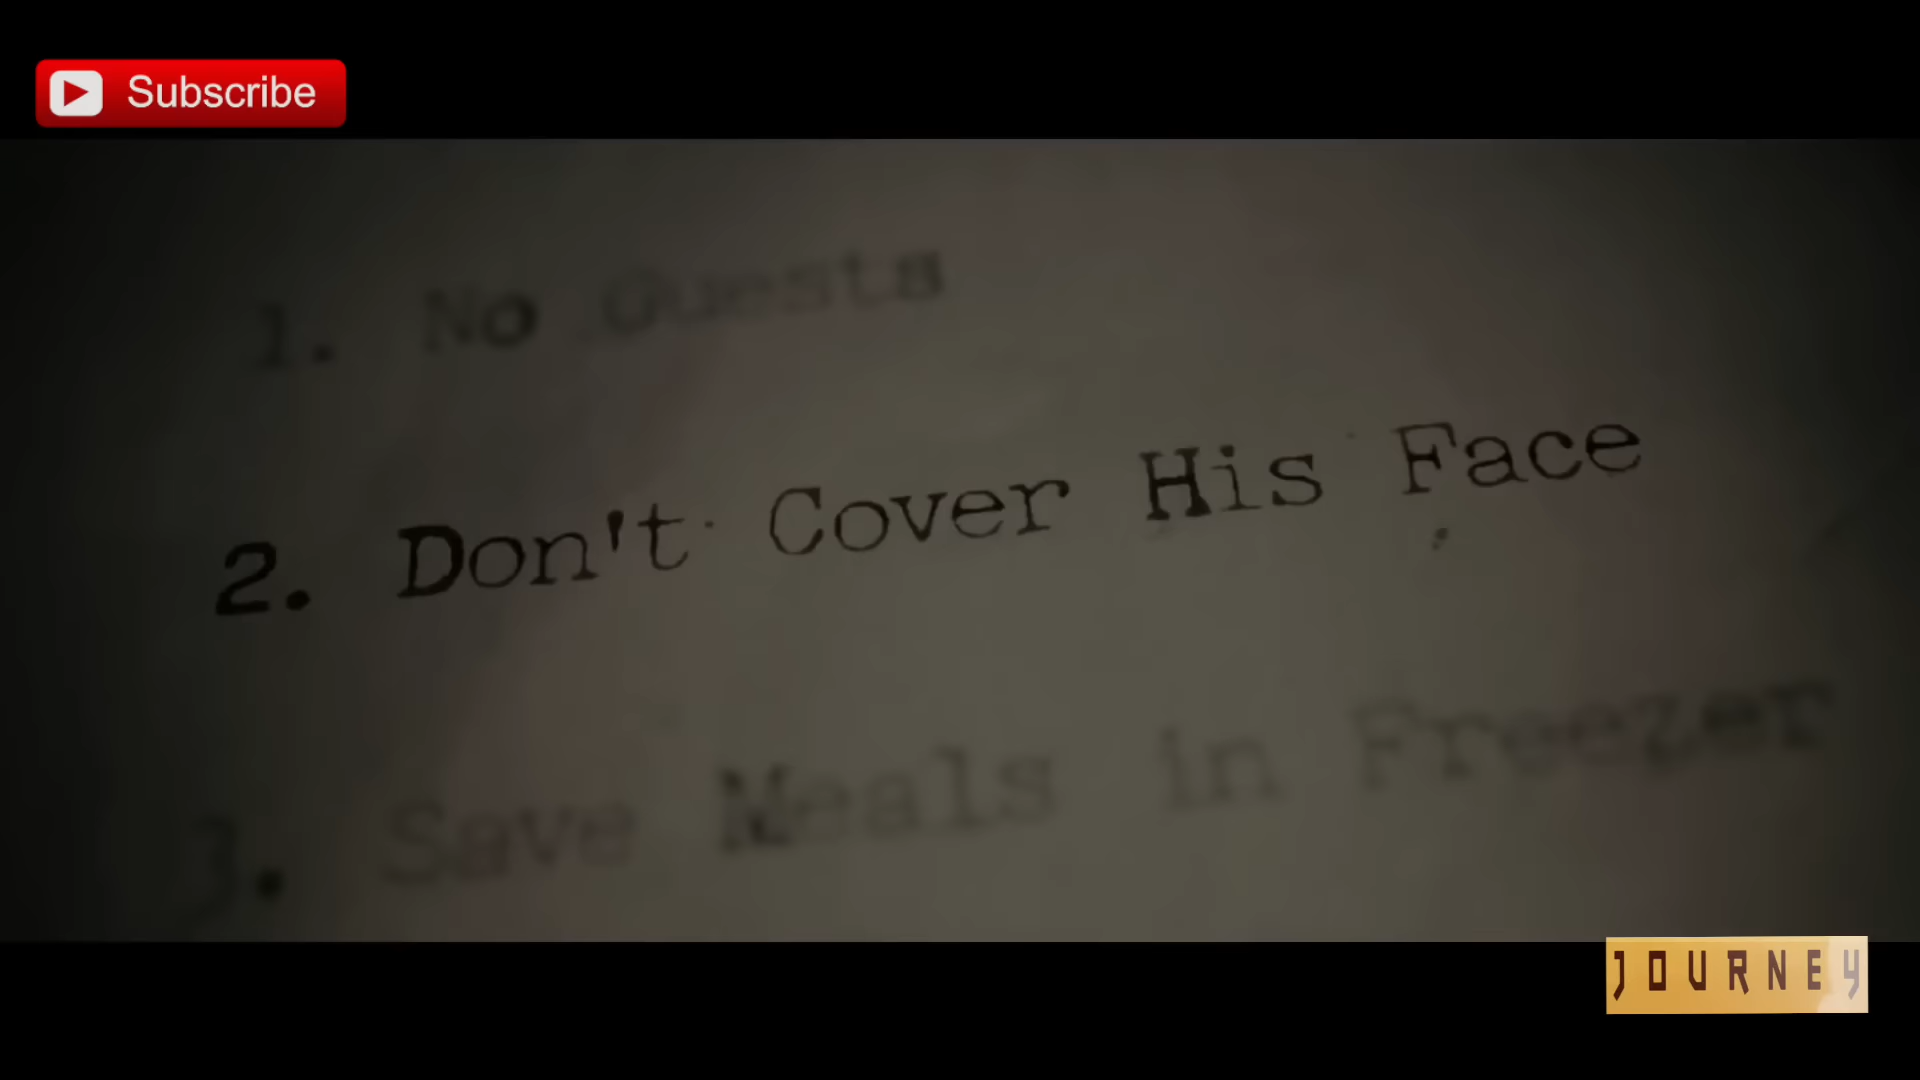 Subscribe
1. No Guests
2. Don't Cover His Face
3. Save Meals in Freezer
JOURNEY